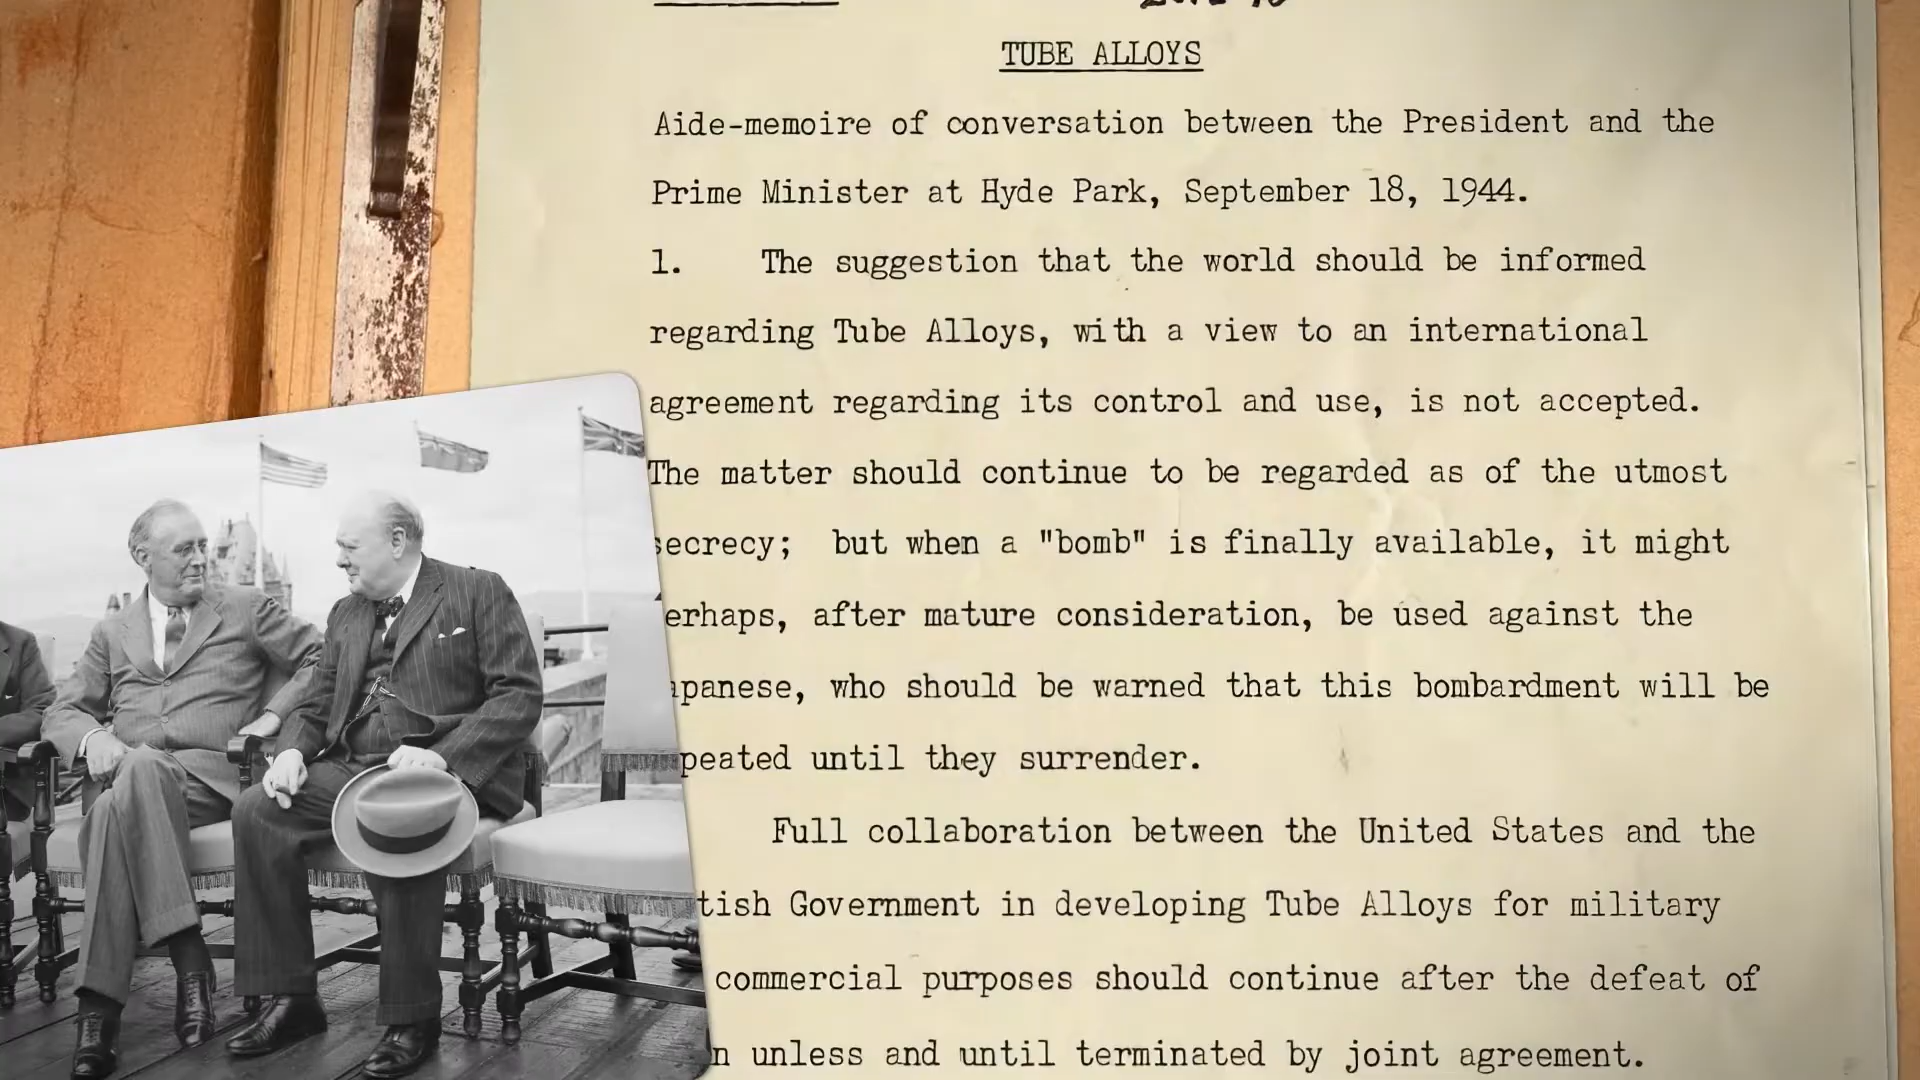 TUBE ALLOYS
Aide-memoire of conversation between the President and the
Prime Minister at Hyde Park, September 18, 1944.
1. The suggestion that the world should be informed
regarding Tube Alloys, with a view to an international
agreement regarding its control and use, is not accepted.
The matter should continue to be regarded as of the utmost
secrecy; but when a "bomb" is finally available, it might
erhaps, after mature consideration, be used against the
apanese, who should be warned that this bombardment will be
peated until they surrender.
Full collaboration between the United States and the
tish Government in developing Tube Alloys for military
commercial purposes should continue after the defeat of
n unless and until terminated by joint agreement.